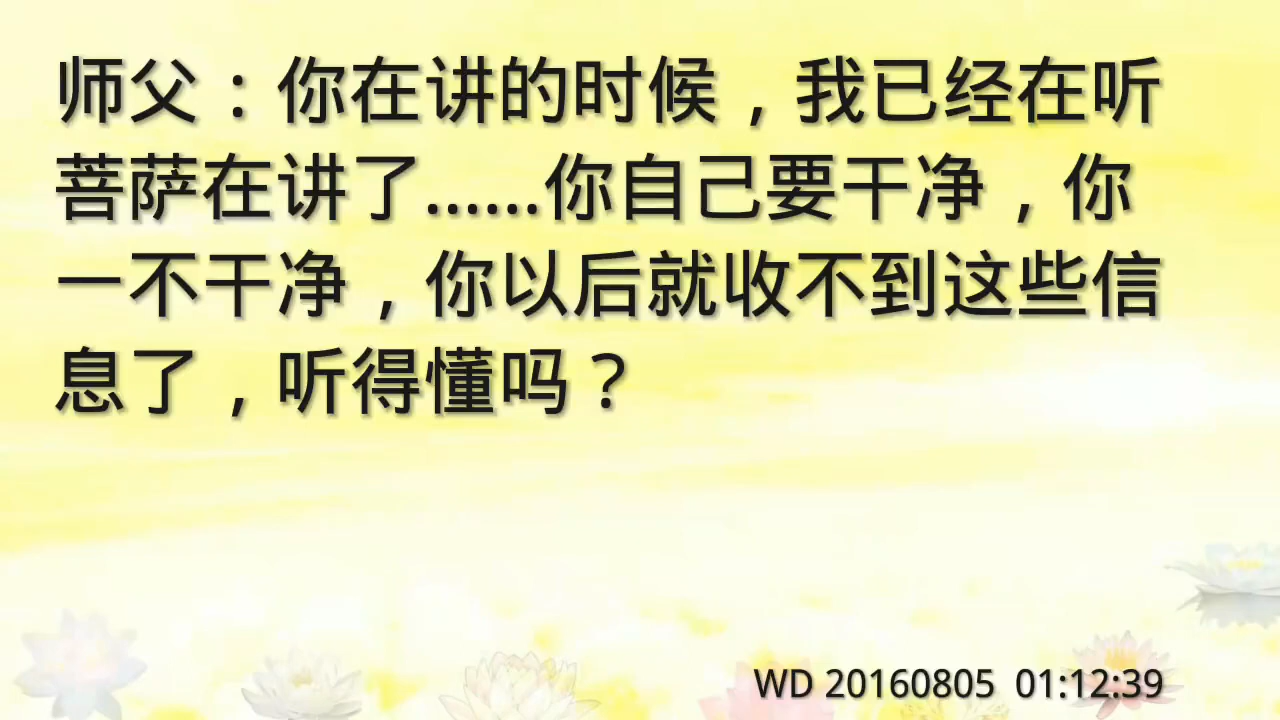 师父：你在讲的时候，我已经在听
菩萨在讲了……你自己要干净，你
一不干净，你以后就收不到这些信
息了，听得懂吗？
WD 20160805  01:12:39